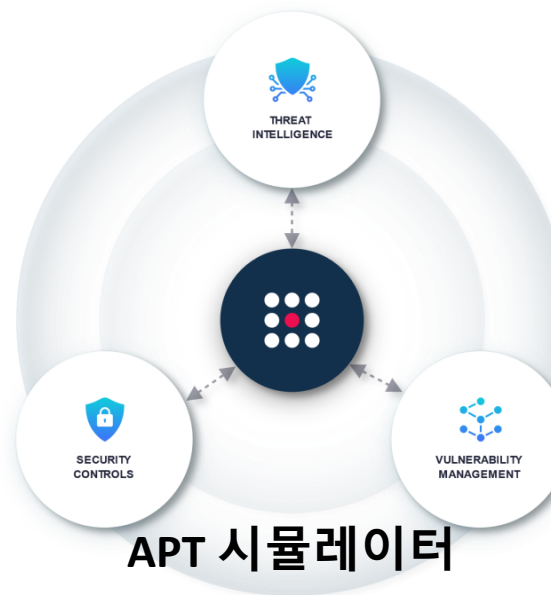 THREAT
INTELLIGENCE
SECURITY
CONTROLS
VULNERABILITY
MANAGEMENT
APT 시뮬레이터